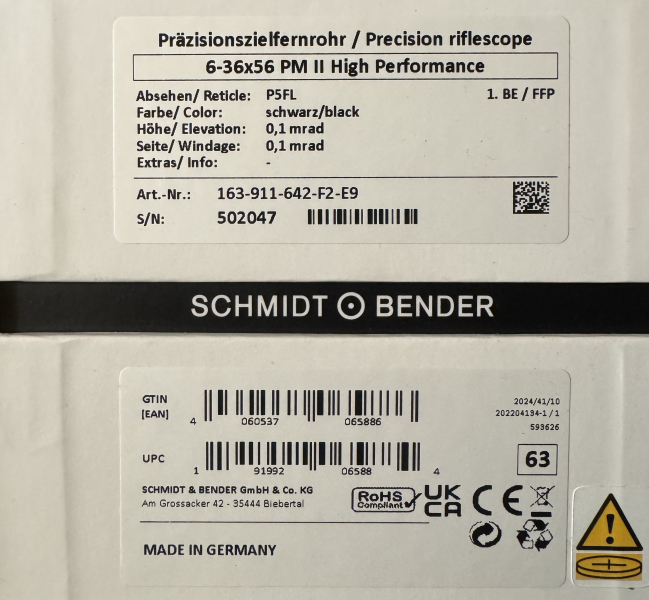 Präzisionszielfernrohr / Precision riflescope
6-36x56 PM II High Performance
Absehen/ Reticle: P5FL 1. BE / FFP
Farbe/ Color: schwarz/black
Höhe/ Elevation: 0,1 mrad
Seite/ Windage: 0,1 mrad
Extras/ Info: -
Art.-Nr.: 163-911-642-F2-E9
S/N: 502047
SCHMIDT BENDER
GTIN
[EAN]
4 060537 065886
2024/41/10
202204134-1 / 1
593626
UPC
1 91992 06588 4
63
SCHMIDT & BENDER GmbH & Co. KG
Am Grossacker 42 - 35444 Biebertal
RoHS
Compliant
UK
CA
CE
MADE IN GERMANY
!